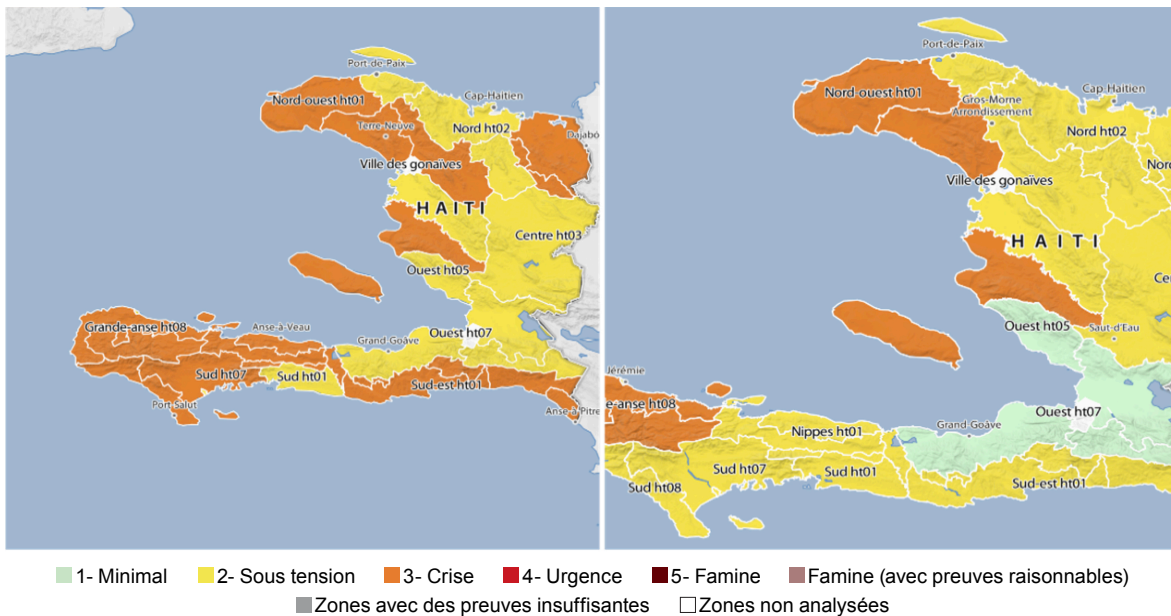 Port-de-Paix
Nord ouest ht01
Cap-Haïtien
Terre-Neuve
Nord ht02
Dajabó
Ville des gonaïves
HAITI
Centre ht03
Ouest ht05
Grande-anse ht08
Anse-à-Veau
Ouest ht07
Grand-Goâve
Sud ht07
Sud ht01
Sud-est ht01
Port-Salut
Anse-à-Pitre
Port-de-Paix
Nord ouest ht01
Gros-Morne
Arrondissement
Cap-Haïtien
Nord ht02
Nord
Ville des gonaïves
HAITI
Cen
Ouest ht05
Saut-d'Eau
Jérémie
e-anse ht08
Ouest ht07
Grand-Goâve
Nippes ht01
Sud ht07
Sud ht01
Sud ht08
Sud-est ht01
1- Minimal 2- Sous tension 3- Crise 4- Urgence 5- Famine Famine (avec preuves raisonnables)
Zones avec des preuves insuffisantes Zones non analysées